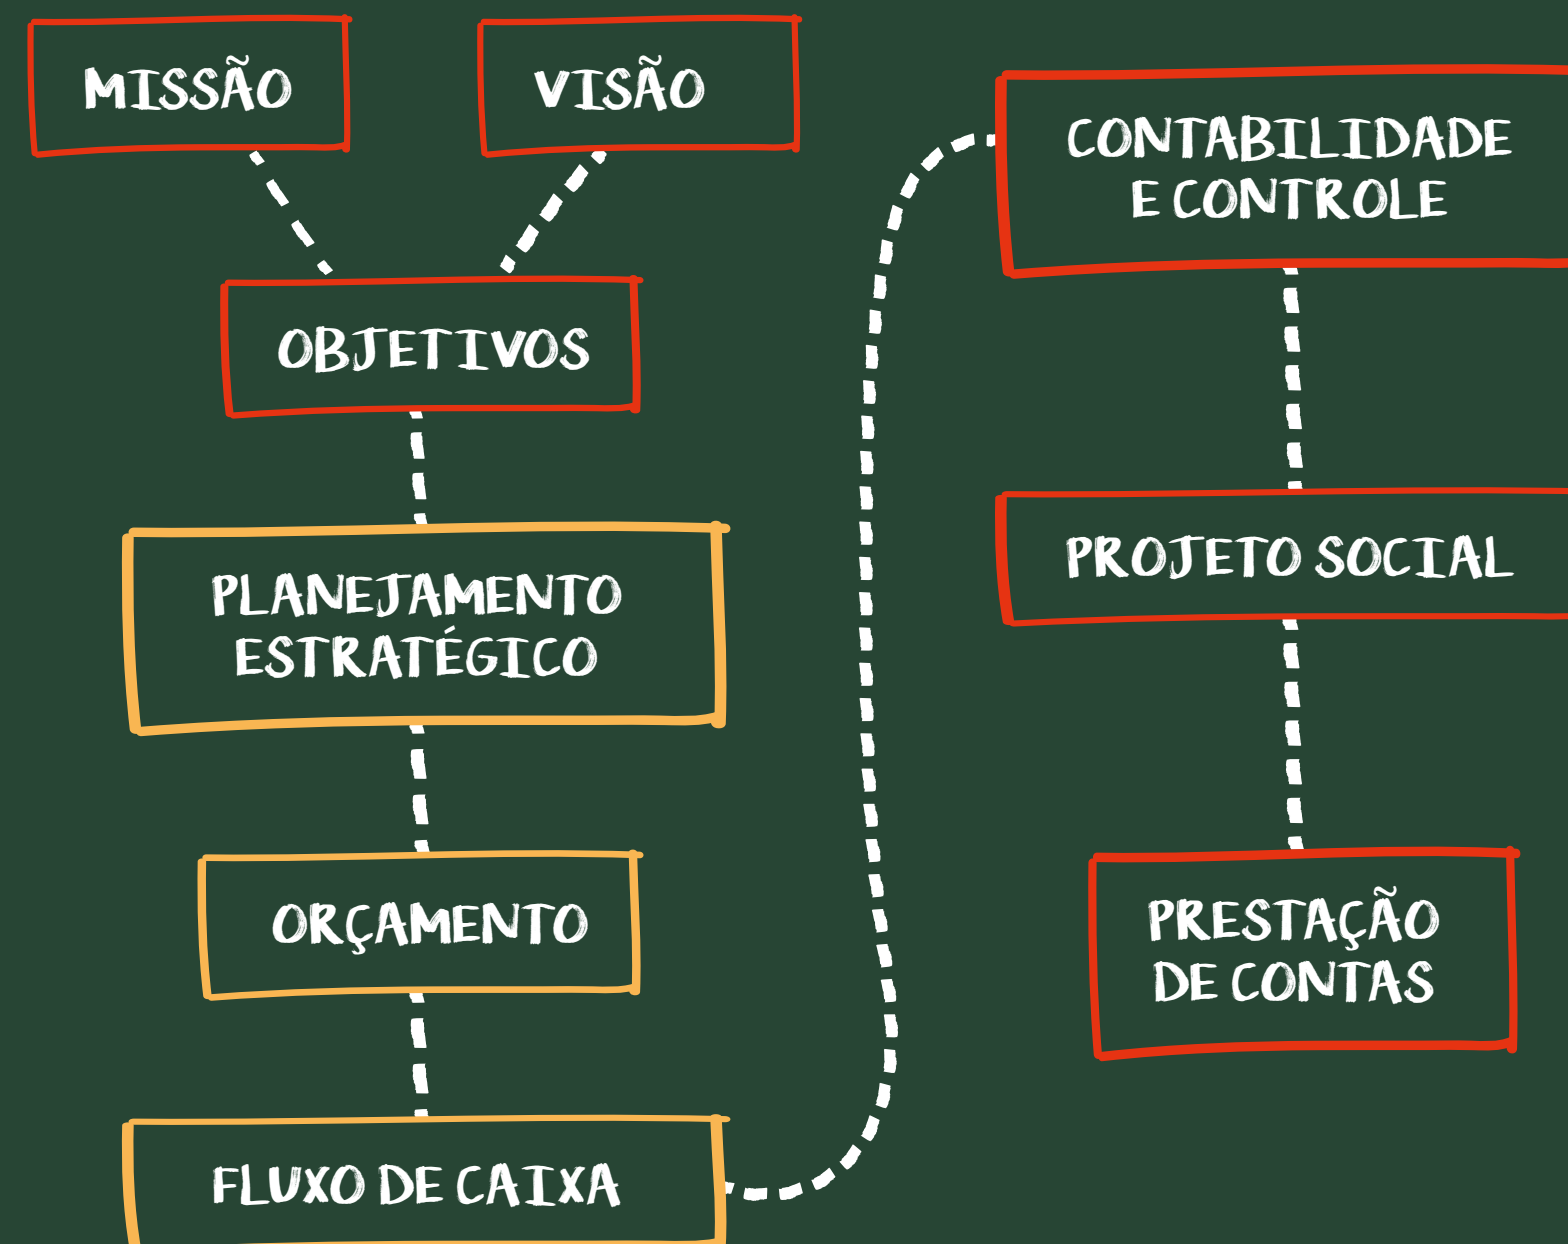 MISSÃO
VISÃO
OBJETIVOS
PLANEJAMENTO
ESTRATÉGICO
ORÇAMENTO
FLUXO DE CAIXA
CONTABILIDADE
E CONTROLE
PROJETO SOCIAL
PRESTAÇÃO
DE CONTAS